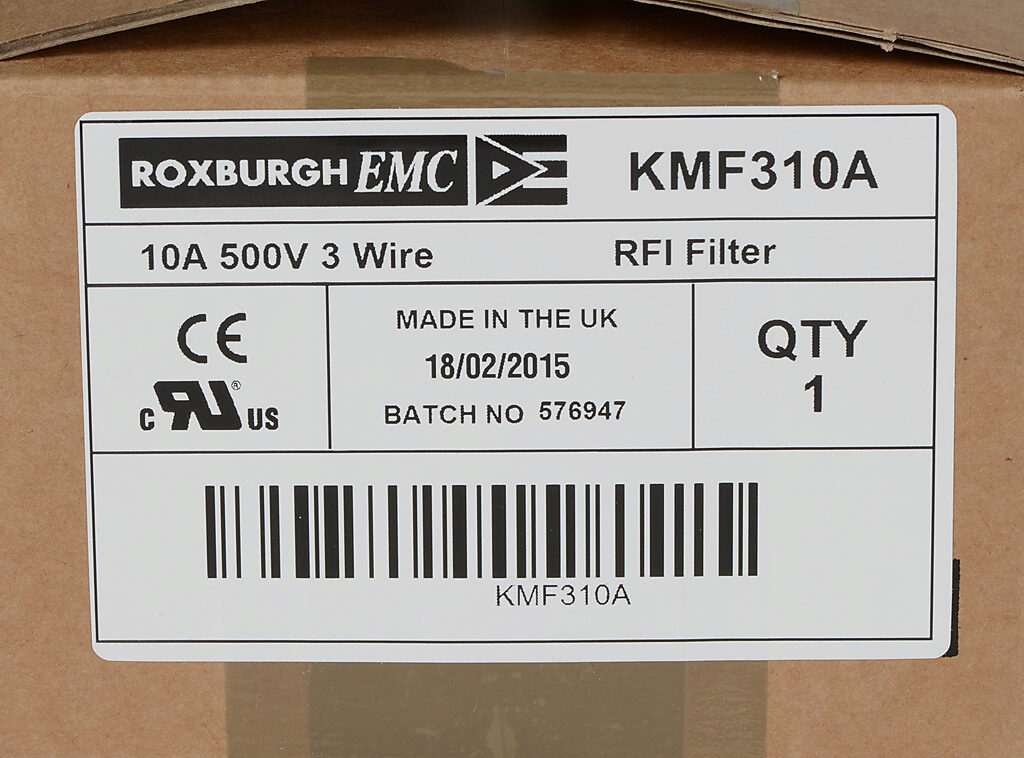 ROXBURGH EMC KMF310A
10A 500V 3 Wire RFI Filter
CE
c RU ® US
MADE IN THE UK
18/02/2015
BATCH NO 576947
QTY
1
KMF310A